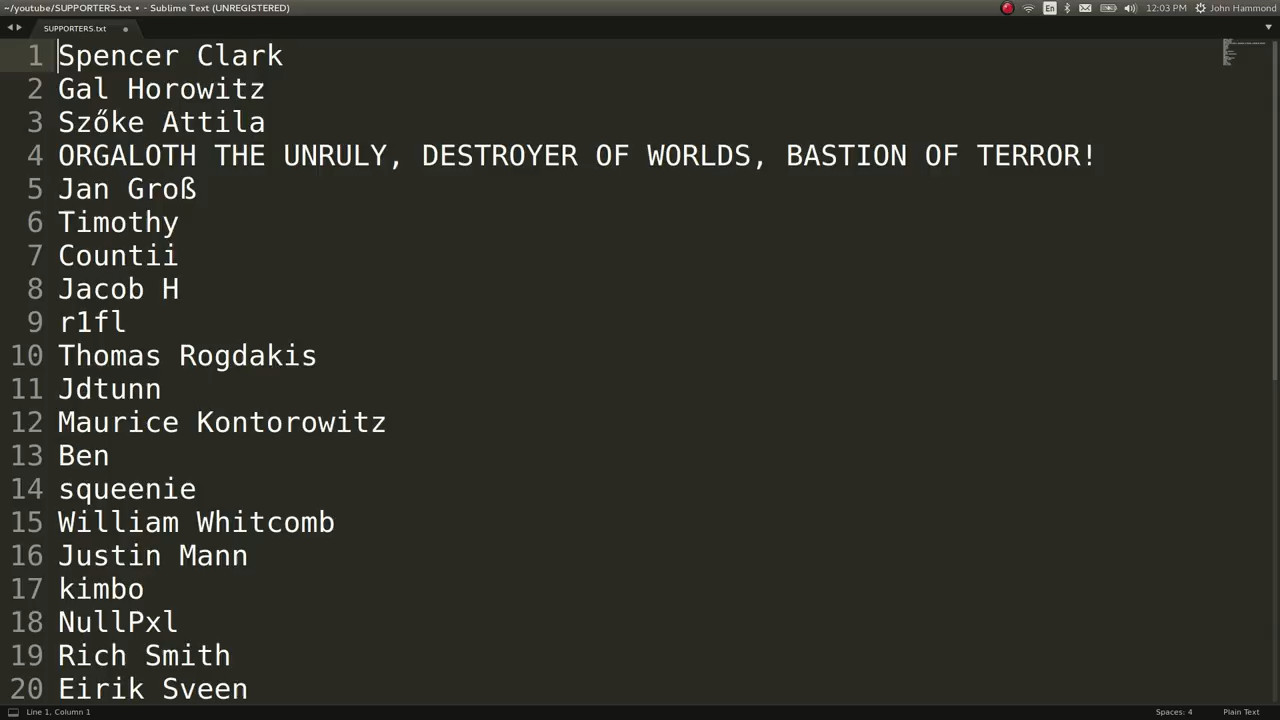 ~/youtube/SUPPORTERS.txt • - Sublime Text (UNREGISTERED)
En
12:03 PM
John Hammond
SUPPORTERS.txt
1 Spencer Clark
2 Gal Horowitz
3 Szőke Attila
4 ORGALOTH THE UNRULY, DESTROYER OF WORLDS, BASTION OF TERROR!
5 Jan Groß
6 Timothy
7 Countii
8 Jacob H
9 r1fl
10 Thomas Rogdakis
11 Jdtunn
12 Maurice Kontorowitz
13 Ben
14 squeenie
15 William Whitcomb
16 Justin Mann
17 kimbo
18 NullPxl
19 Rich Smith
20 Eirik Sveen
Line 1, Column 1
Spaces: 4
Plain Text